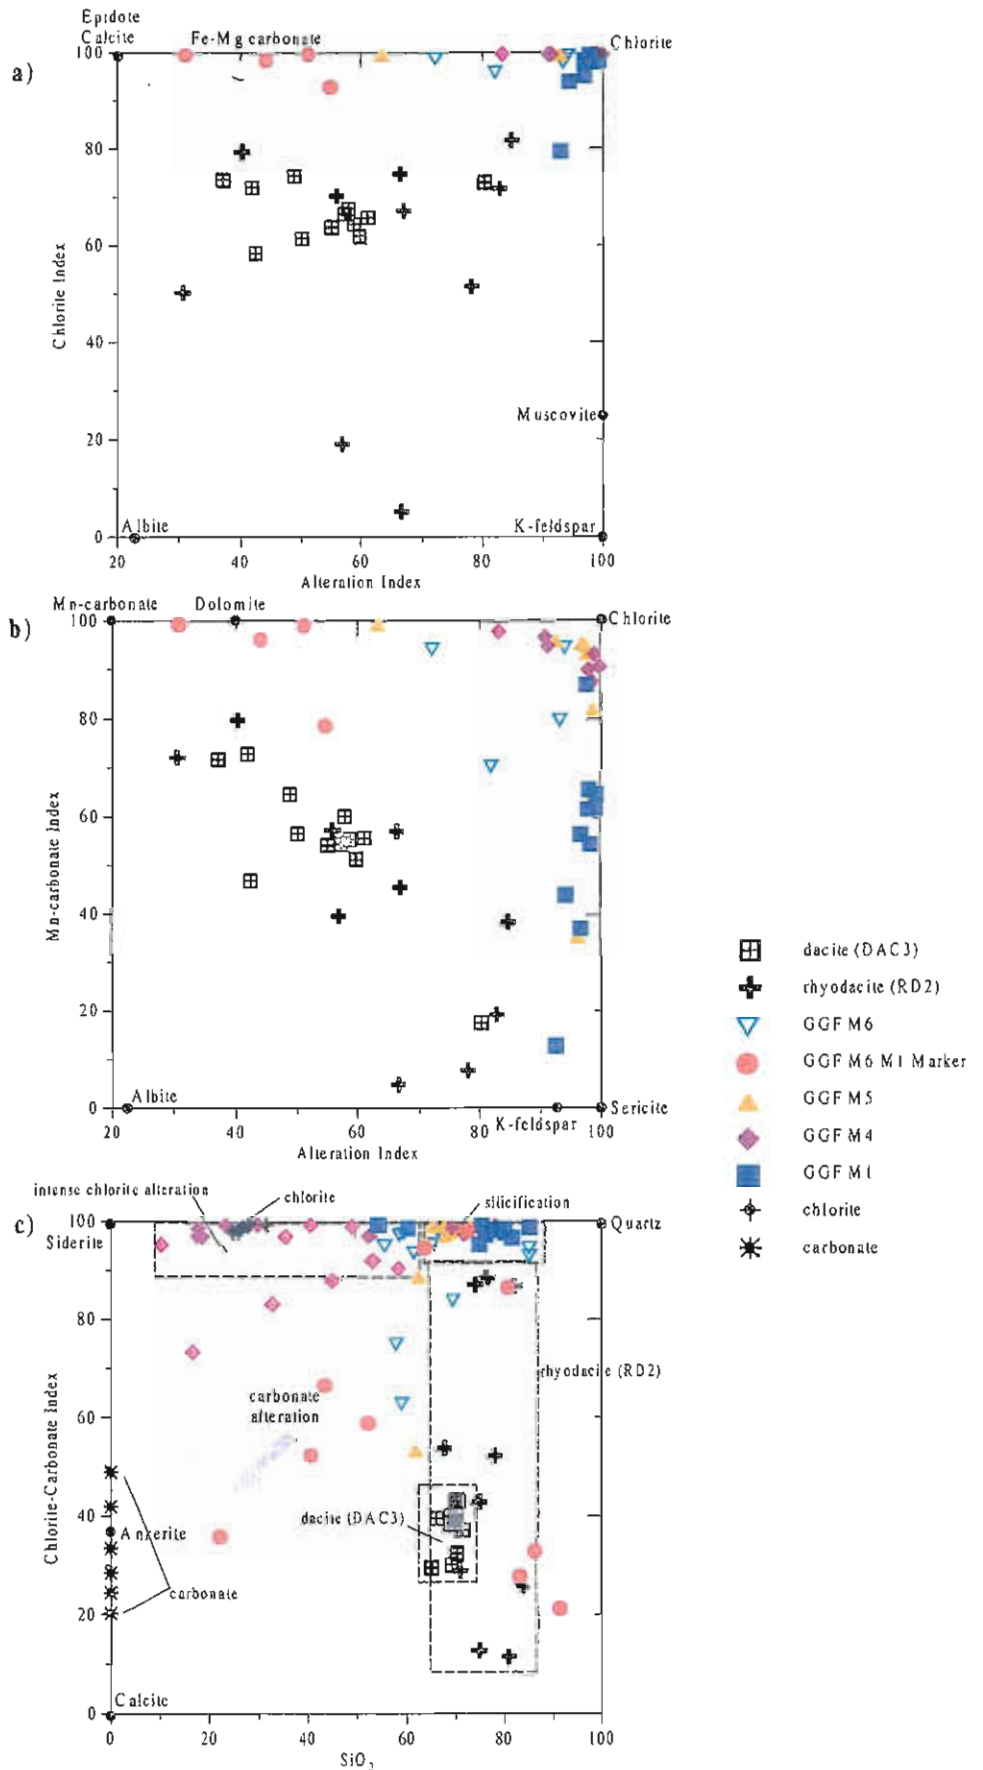 a)
Epidote
Calcite
Fe-Mg carbonate
Chlorite
100
80
60
40
20
0
Chlorite Index
Muscovite
Albite
K-feldspar
20 40 60 80 100
Alteration Index
b)
Mn-carbonate
Dolomite
Chlorite
100
80
60
40
20
0
Mn-carbonate Index
Albite
Sericite
K-feldspar
20 40 60 80 100
Alteration Index
dacite (DAC3)
rhyodacite (RD2)
GGF M6
GGF M6 M1 Marker
GGF M5
GGF M4
GGF M1
chlorite
carbonate
c)
intense chlorite alteration
chlorite
silicification
100
Siderite
Quartz
80
60
40
20
0
Chlorite-Carbonate Index
rhyodacite (RD2)
carbonate
alteration
dacite (DAC3)
Ankerite
carbonate
Calcite
0 20 40 60 80 100
SiO2